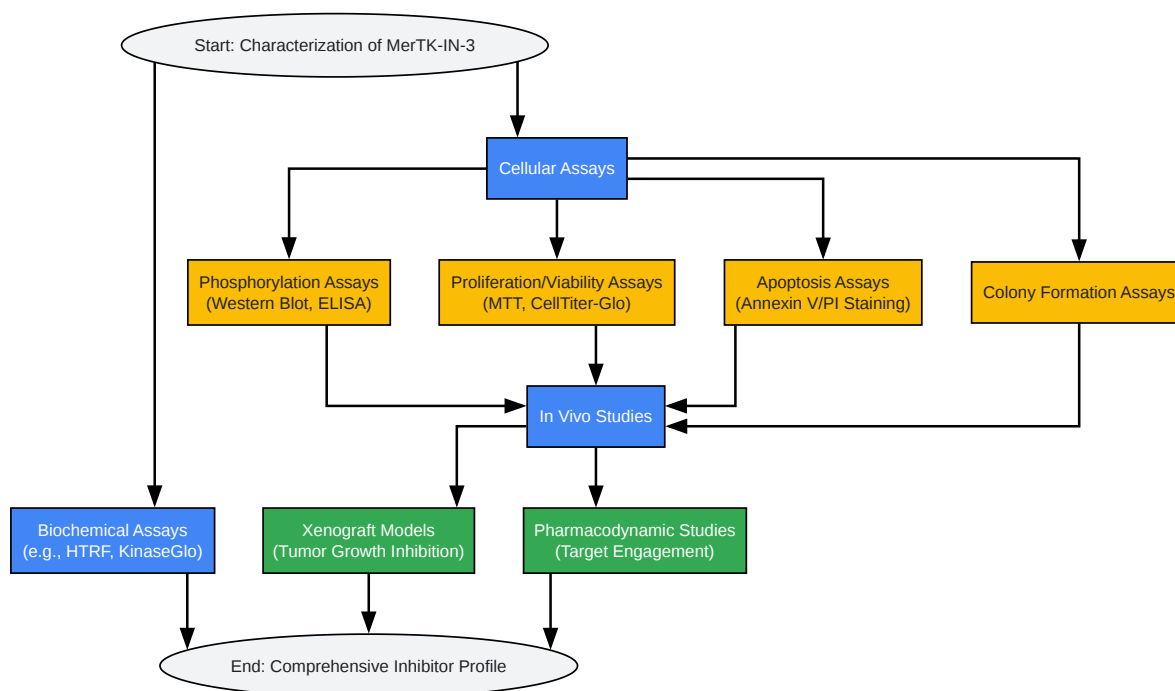 Start: Characterization of MerTK-IN-3
Cellular Assays
Phosphorylation Assays
(Western Blot, ELISA)
Proliferation/Viability Assays
(MTT, CellTiter-Glo)
Apoptosis Assays
(Annexin V/PI Staining)
Colony Formation Assays
In Vivo Studies
Biochemical Assays
(e.g., HTRF, KinaseGlo)
Xenograft Models
(Tumor Growth Inhibition)
Pharmacodynamic Studies
(Target Engagement)
End: Comprehensive Inhibitor Profile